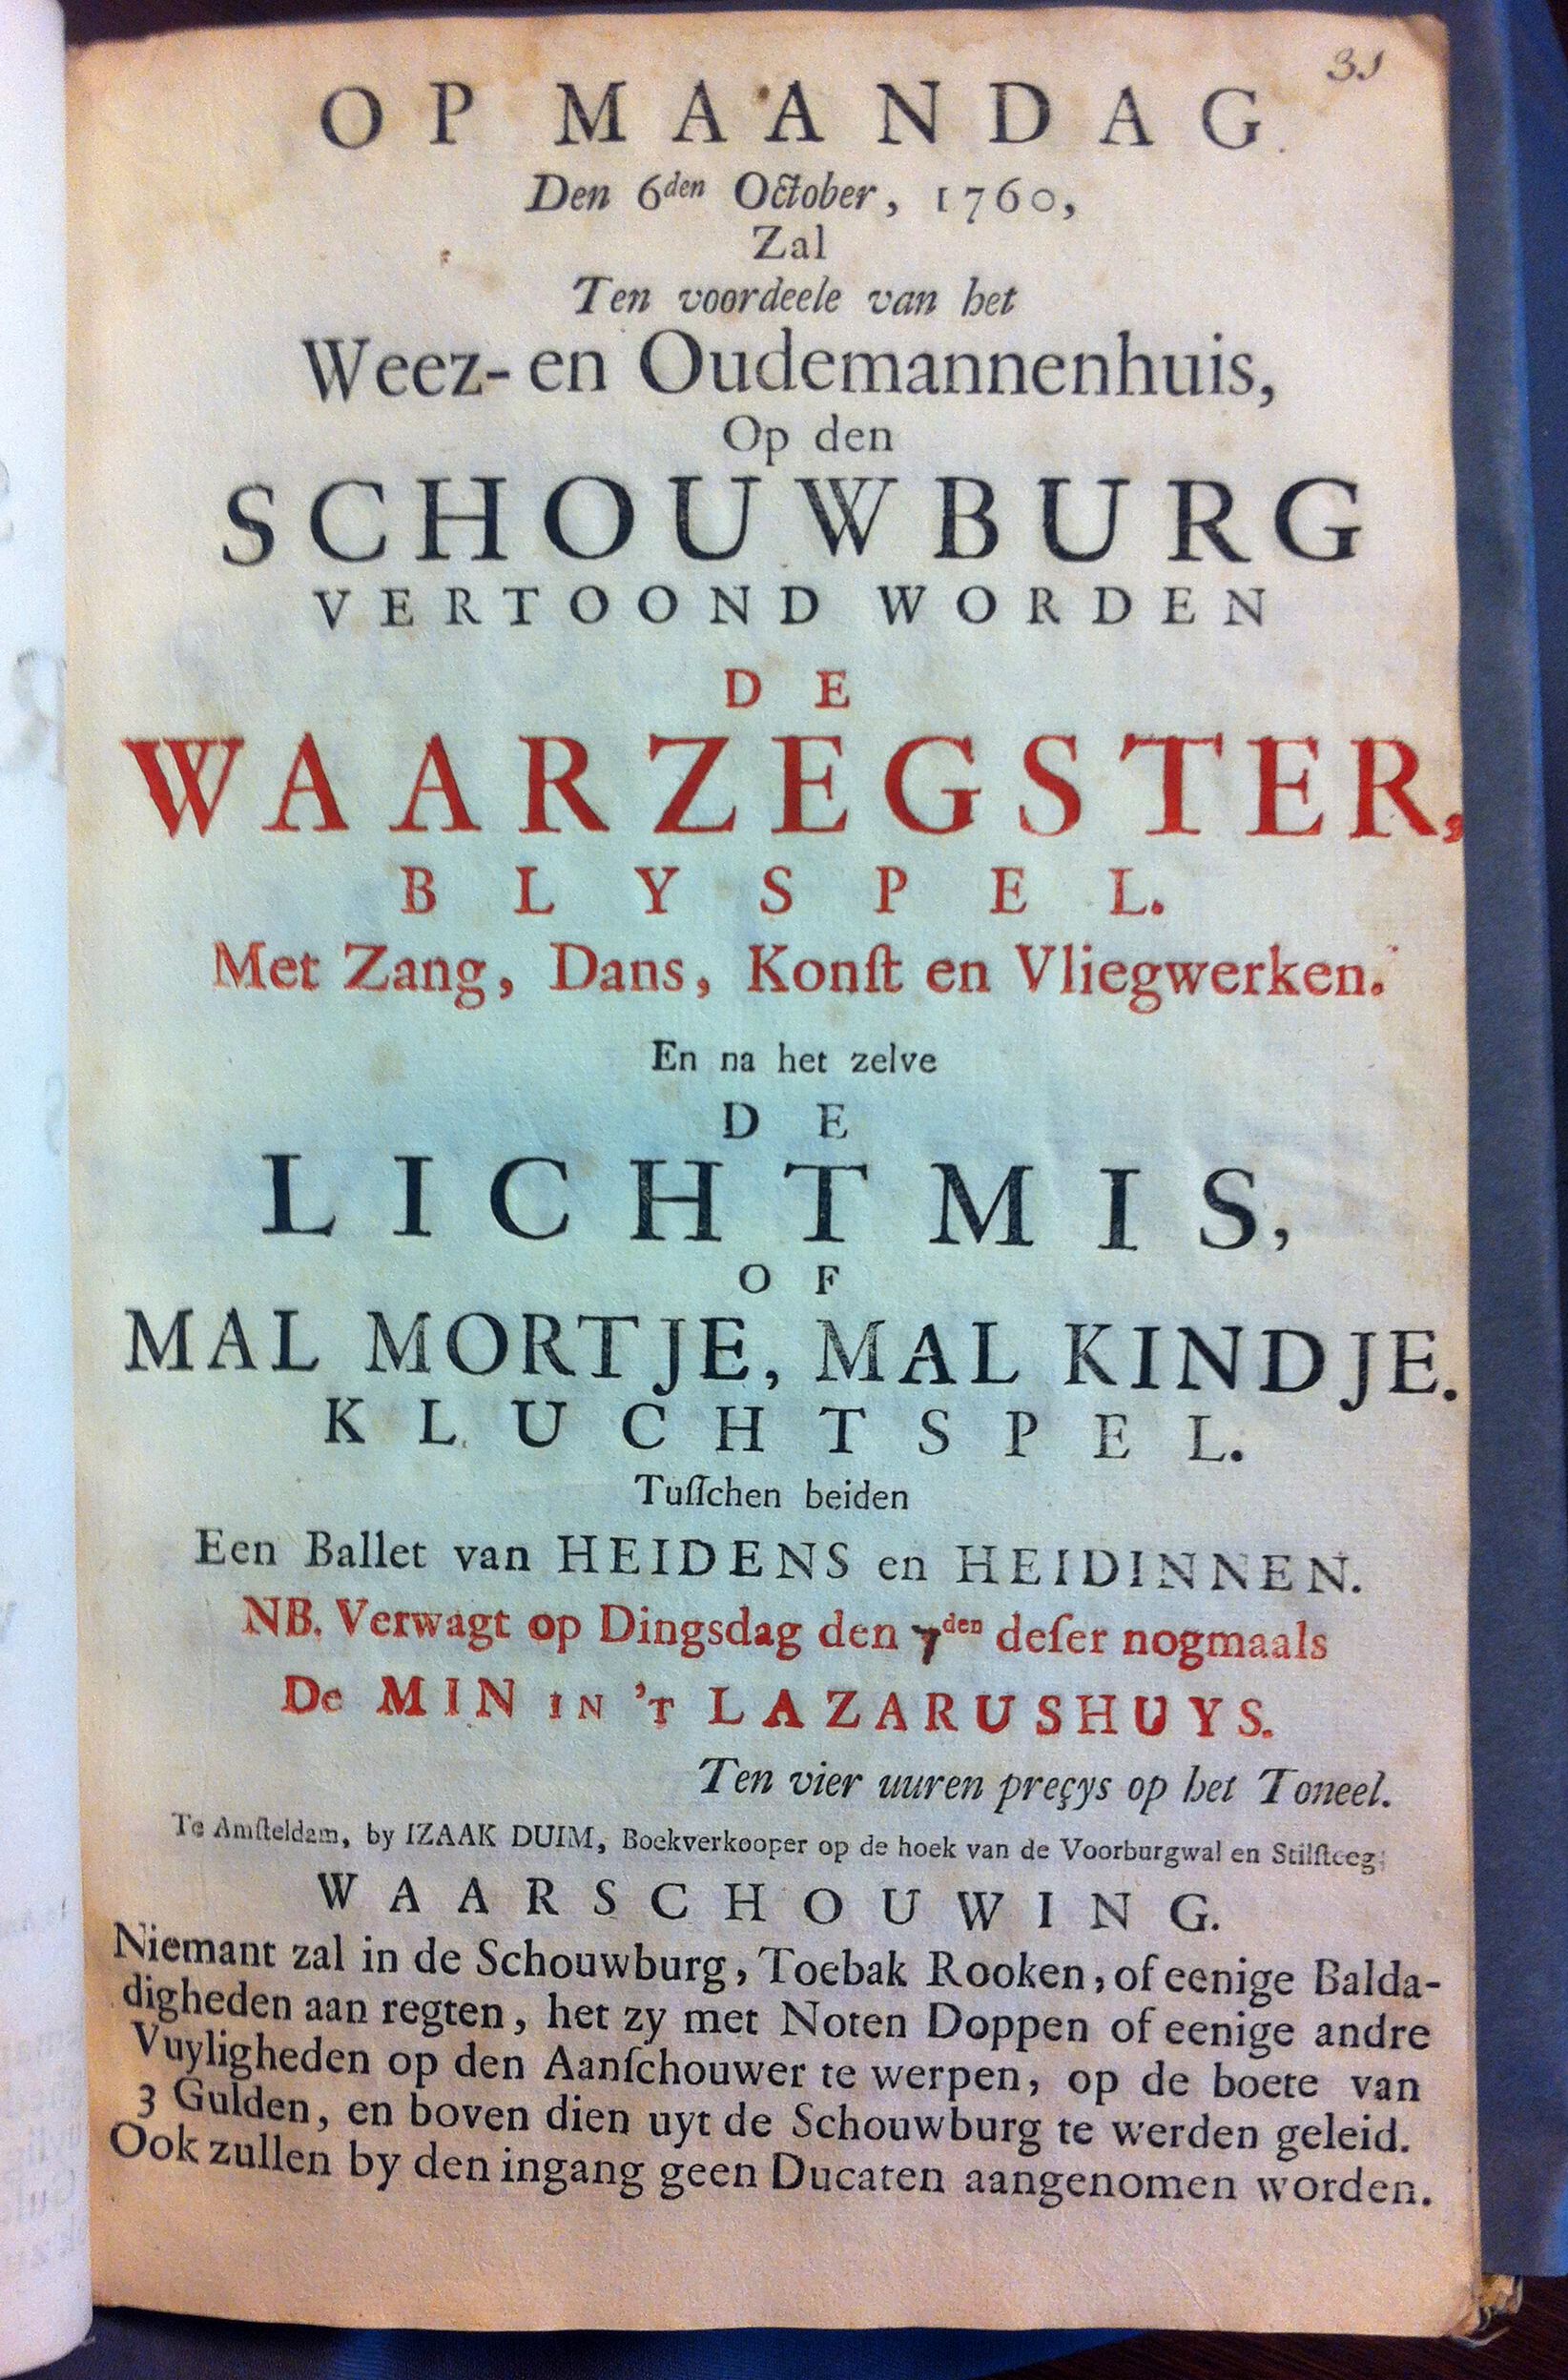 31
OP MAANDAG.
Den 6den October, 1760,
Zal
Ten voordeele van het
Weez- en Oudemannenhuis,
Op den
SCHOUWBURG
VERTOOND WORDEN
DE
WAARZEGSTER,
BLYSPEL.
Met Zang, Dans, Konſt en Vliegwerken.
En na het zelve
DE
LICHTMIS,
OF
MAL MORTJE, MAL KINDJE.
KLUCHTSPEL.
Tuſſchen beiden
Een Ballet van HEIDENS en HEIDINNEN.
NB. Verwagt op Dingsdag den 7den deſer nogmaals
De MIN IN 'T LAZARUSHUYS.
Ten vier uuren preçys op het Toneel.
Te Amſteldam, by IZAAK DUIM, Boekverkooper op de hoek van de Voorburgwal en Stilſteeg:
WAARSCHOUWING.
Niemant zal in de Schouwburg, Toebak Rooken, of eenige Balda-
digheden aan regten, het zy met Noten Doppen of eenige andre
Vuyligheden op den Aanſchouwer te werpen, op de boete van
3 Gulden, en boven dien uyt de Schouwburg te werden geleid.
Ook zullen by den ingang geen Ducaten aangenomen worden.